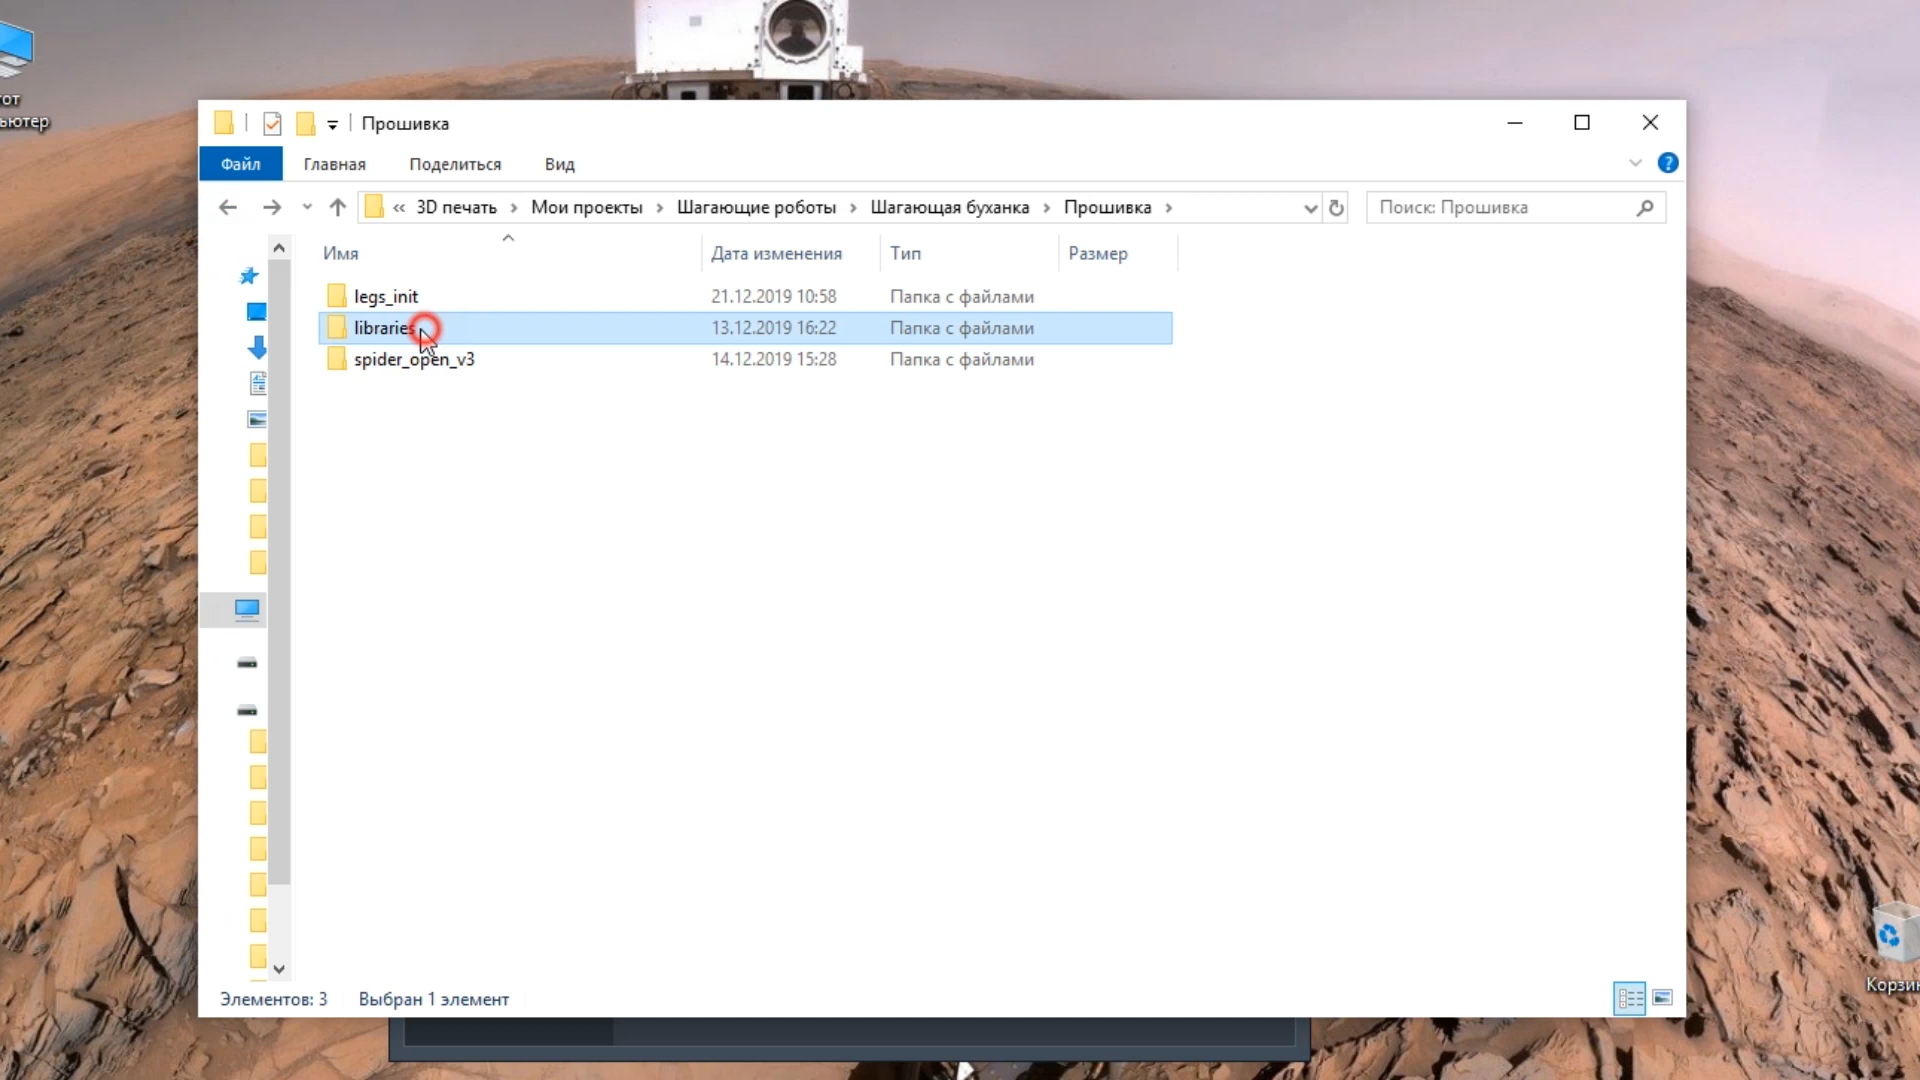 от
ьютер
Прошивка
Файл Главная Поделиться Вид
« 3D печать › Мои проекты › Шагающие роботы › Шагающая буханка › Прошивка ›
Поиск: Прошивка
Имя Дата изменения Тип Размер
legs_init 21.12.2019 10:58 Папка с файлами
libraries 13.12.2019 16:22 Папка с файлами
spider_open_v3 14.12.2019 15:28 Папка с файлами
Элементов: 3 Выбран 1 элемент
Корзин